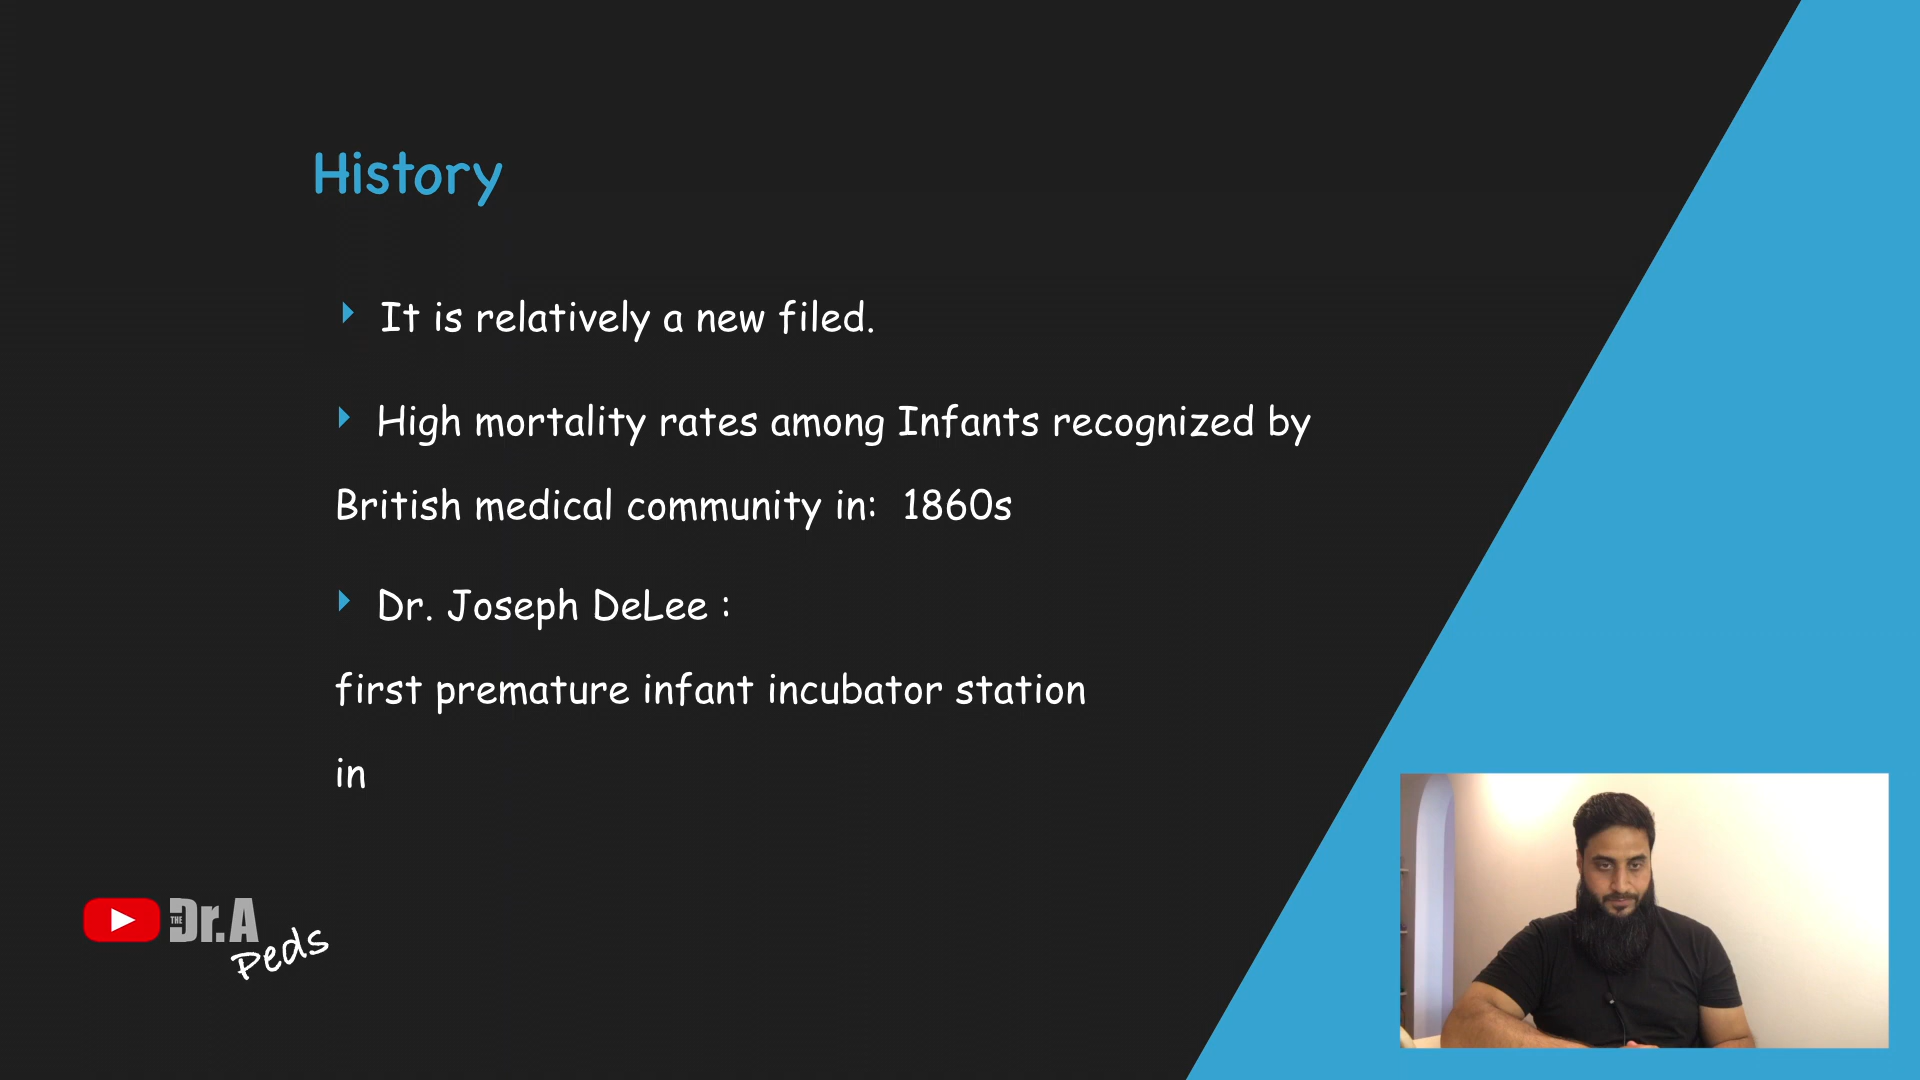 History
It is relatively a new filed.
High mortality rates among Infants recognized by
British medical community in: 1860s
Dr. Joseph DeLee :
first premature infant incubator station
in
THE Dr.A
Peds